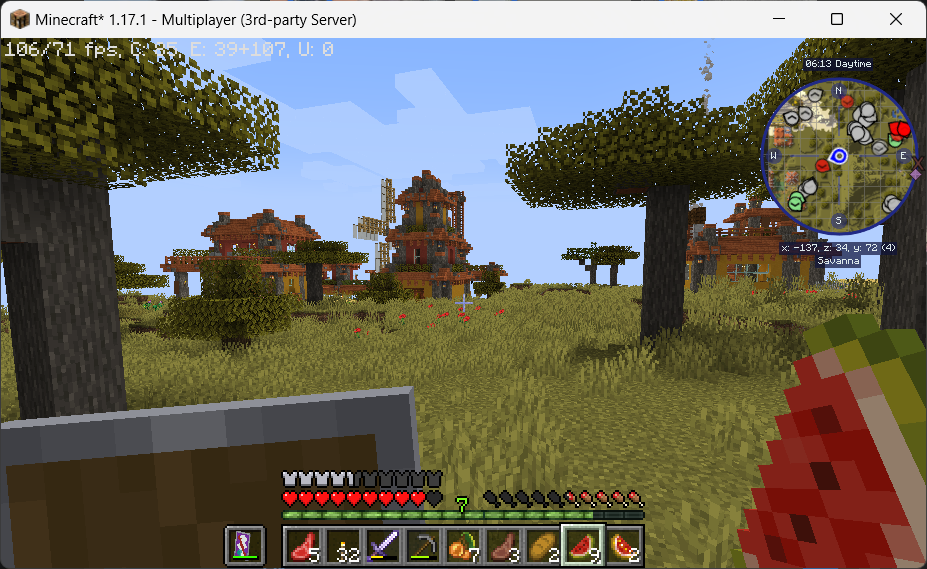 Minecraft* 1.17.1 - Multiplayer (3rd-party Server)
106/71 fps, C: 95, E: 39+107, U: 0
06:13 Daytime
N
W
E
S
x: -137, z: 34, y: 72 (4)
Savanna
7
5
32
7
3
2
9
2